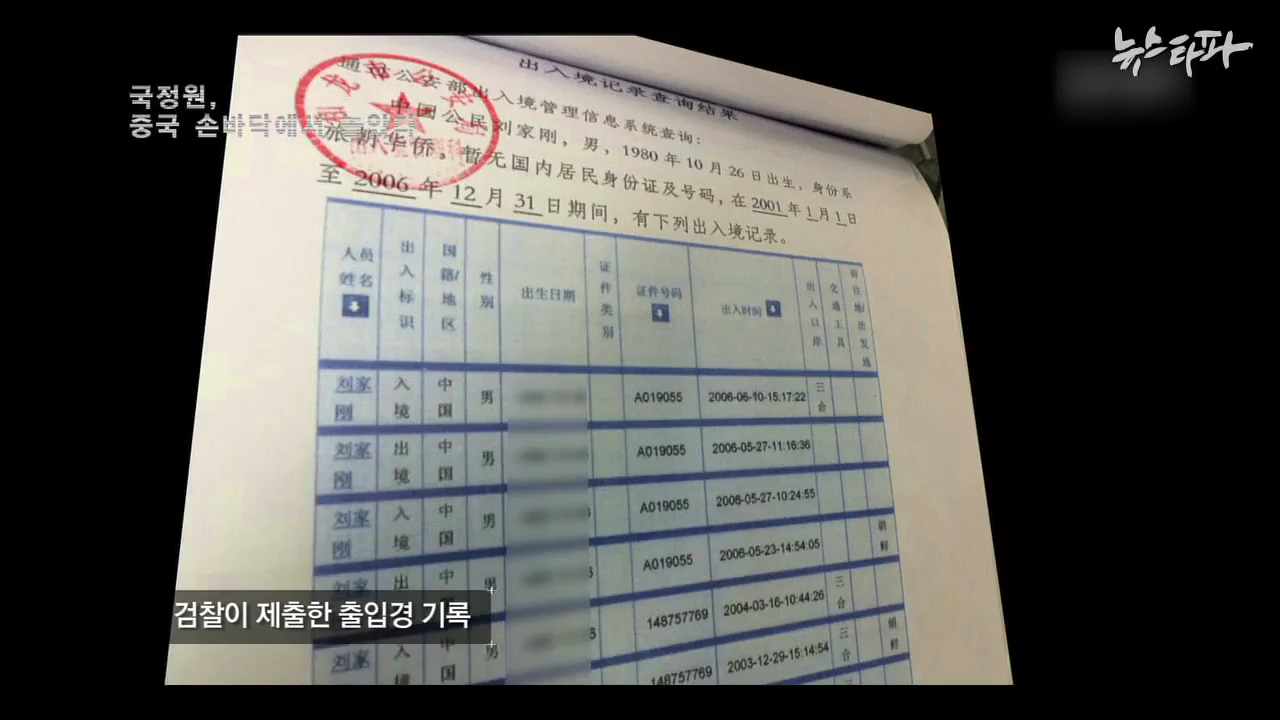 뉴스타파
국정원,
중국 손바닥에서
出入境记录查询结果
通过公安部出入境管理信息系统查询:
中国公民刘家刚,男,1980年10月26日出生,身份系
旅朝华侨,暂无国内居民身份证及号码,在2001年1月1日
至2006年12月31日期间,有下列出入境记录。
人员姓名 出入标识 国籍/地区 性别 出生日期 证件类别 证件号码 出入时间 出入口岸 交通工具 前往地/出发地
刘家刚 入境 中国 男 A019055 2006-06-10-15:17:22 三合
刘家刚 出境 中国 男 A019055 2006-05-27-11:16:36
刘家刚 入境 中国 男 A019055 2006-05-27-10:24:55
刘家 出 中 男 A019055 2006-05-23-14:54:05 朝鲜
148757769 2004-03-16-10:44:26 三合
刘家 入境 中国 男 148757769 2003-12-29-15:14:54 三合 朝鲜
검찰이 제출한 출입경 기록